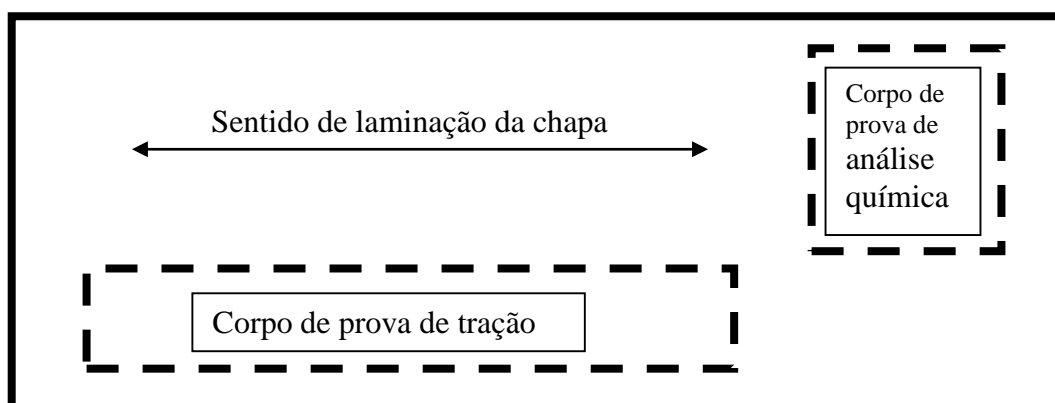 Sentido de laminação da chapa
Corpo de
prova de
análise
química
Corpo de prova de tração